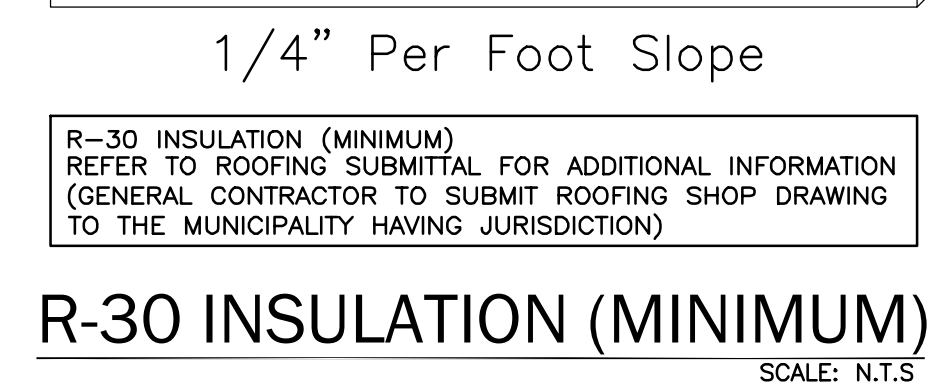 1/4" Per Foot Slope
R-30 INSULATION (MINIMUM)
REFER TO ROOFING SUBMITTAL FOR ADDITIONAL INFORMATION
(GENERAL CONTRACTOR TO SUBMIT ROOFING SHOP DRAWING
TO THE MUNICIPALITY HAVING JURISDICTION)
R-30 INSULATION (MINIMUM)
SCALE: N.T.S